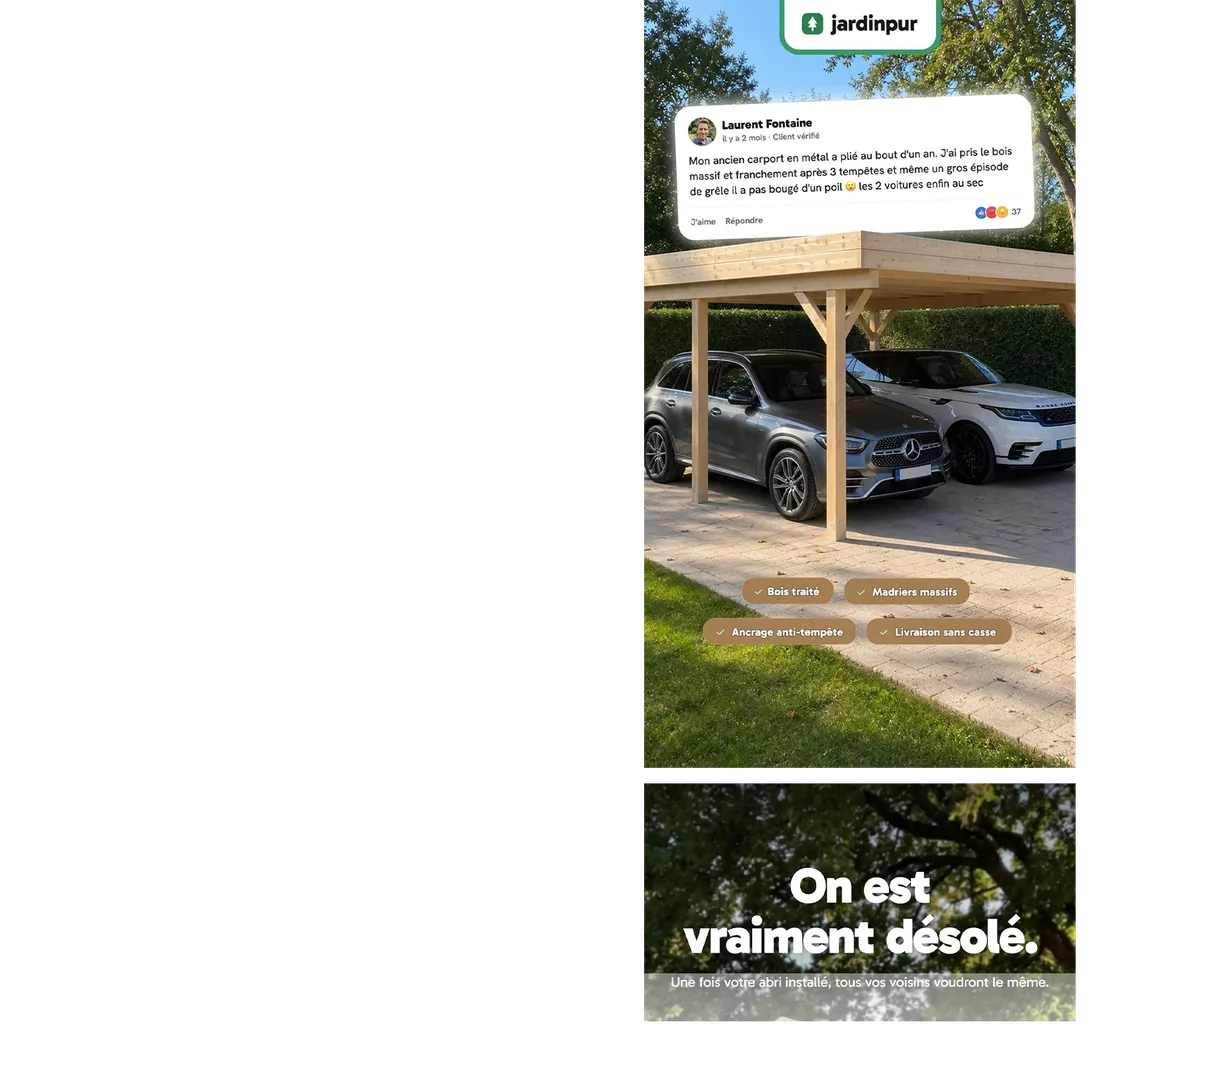 jardinpur
Laurent Fontaine
il y a 2 mois · Client vérifié
Mon ancien carport en métal a plié au bout d'un an. J'ai pris le bois
massif et franchement après 3 tempêtes et même un gros épisode
de grêle il a pas bougé d'un poil 😮 les 2 voitures enfin au sec
J'aime Répondre 37
Bois traité
Madriers massifs
Ancrage anti-tempête
Livraison sans casse
On est
vraiment désolé.
Une fois votre abri installé, tous vos voisins voudront le même.